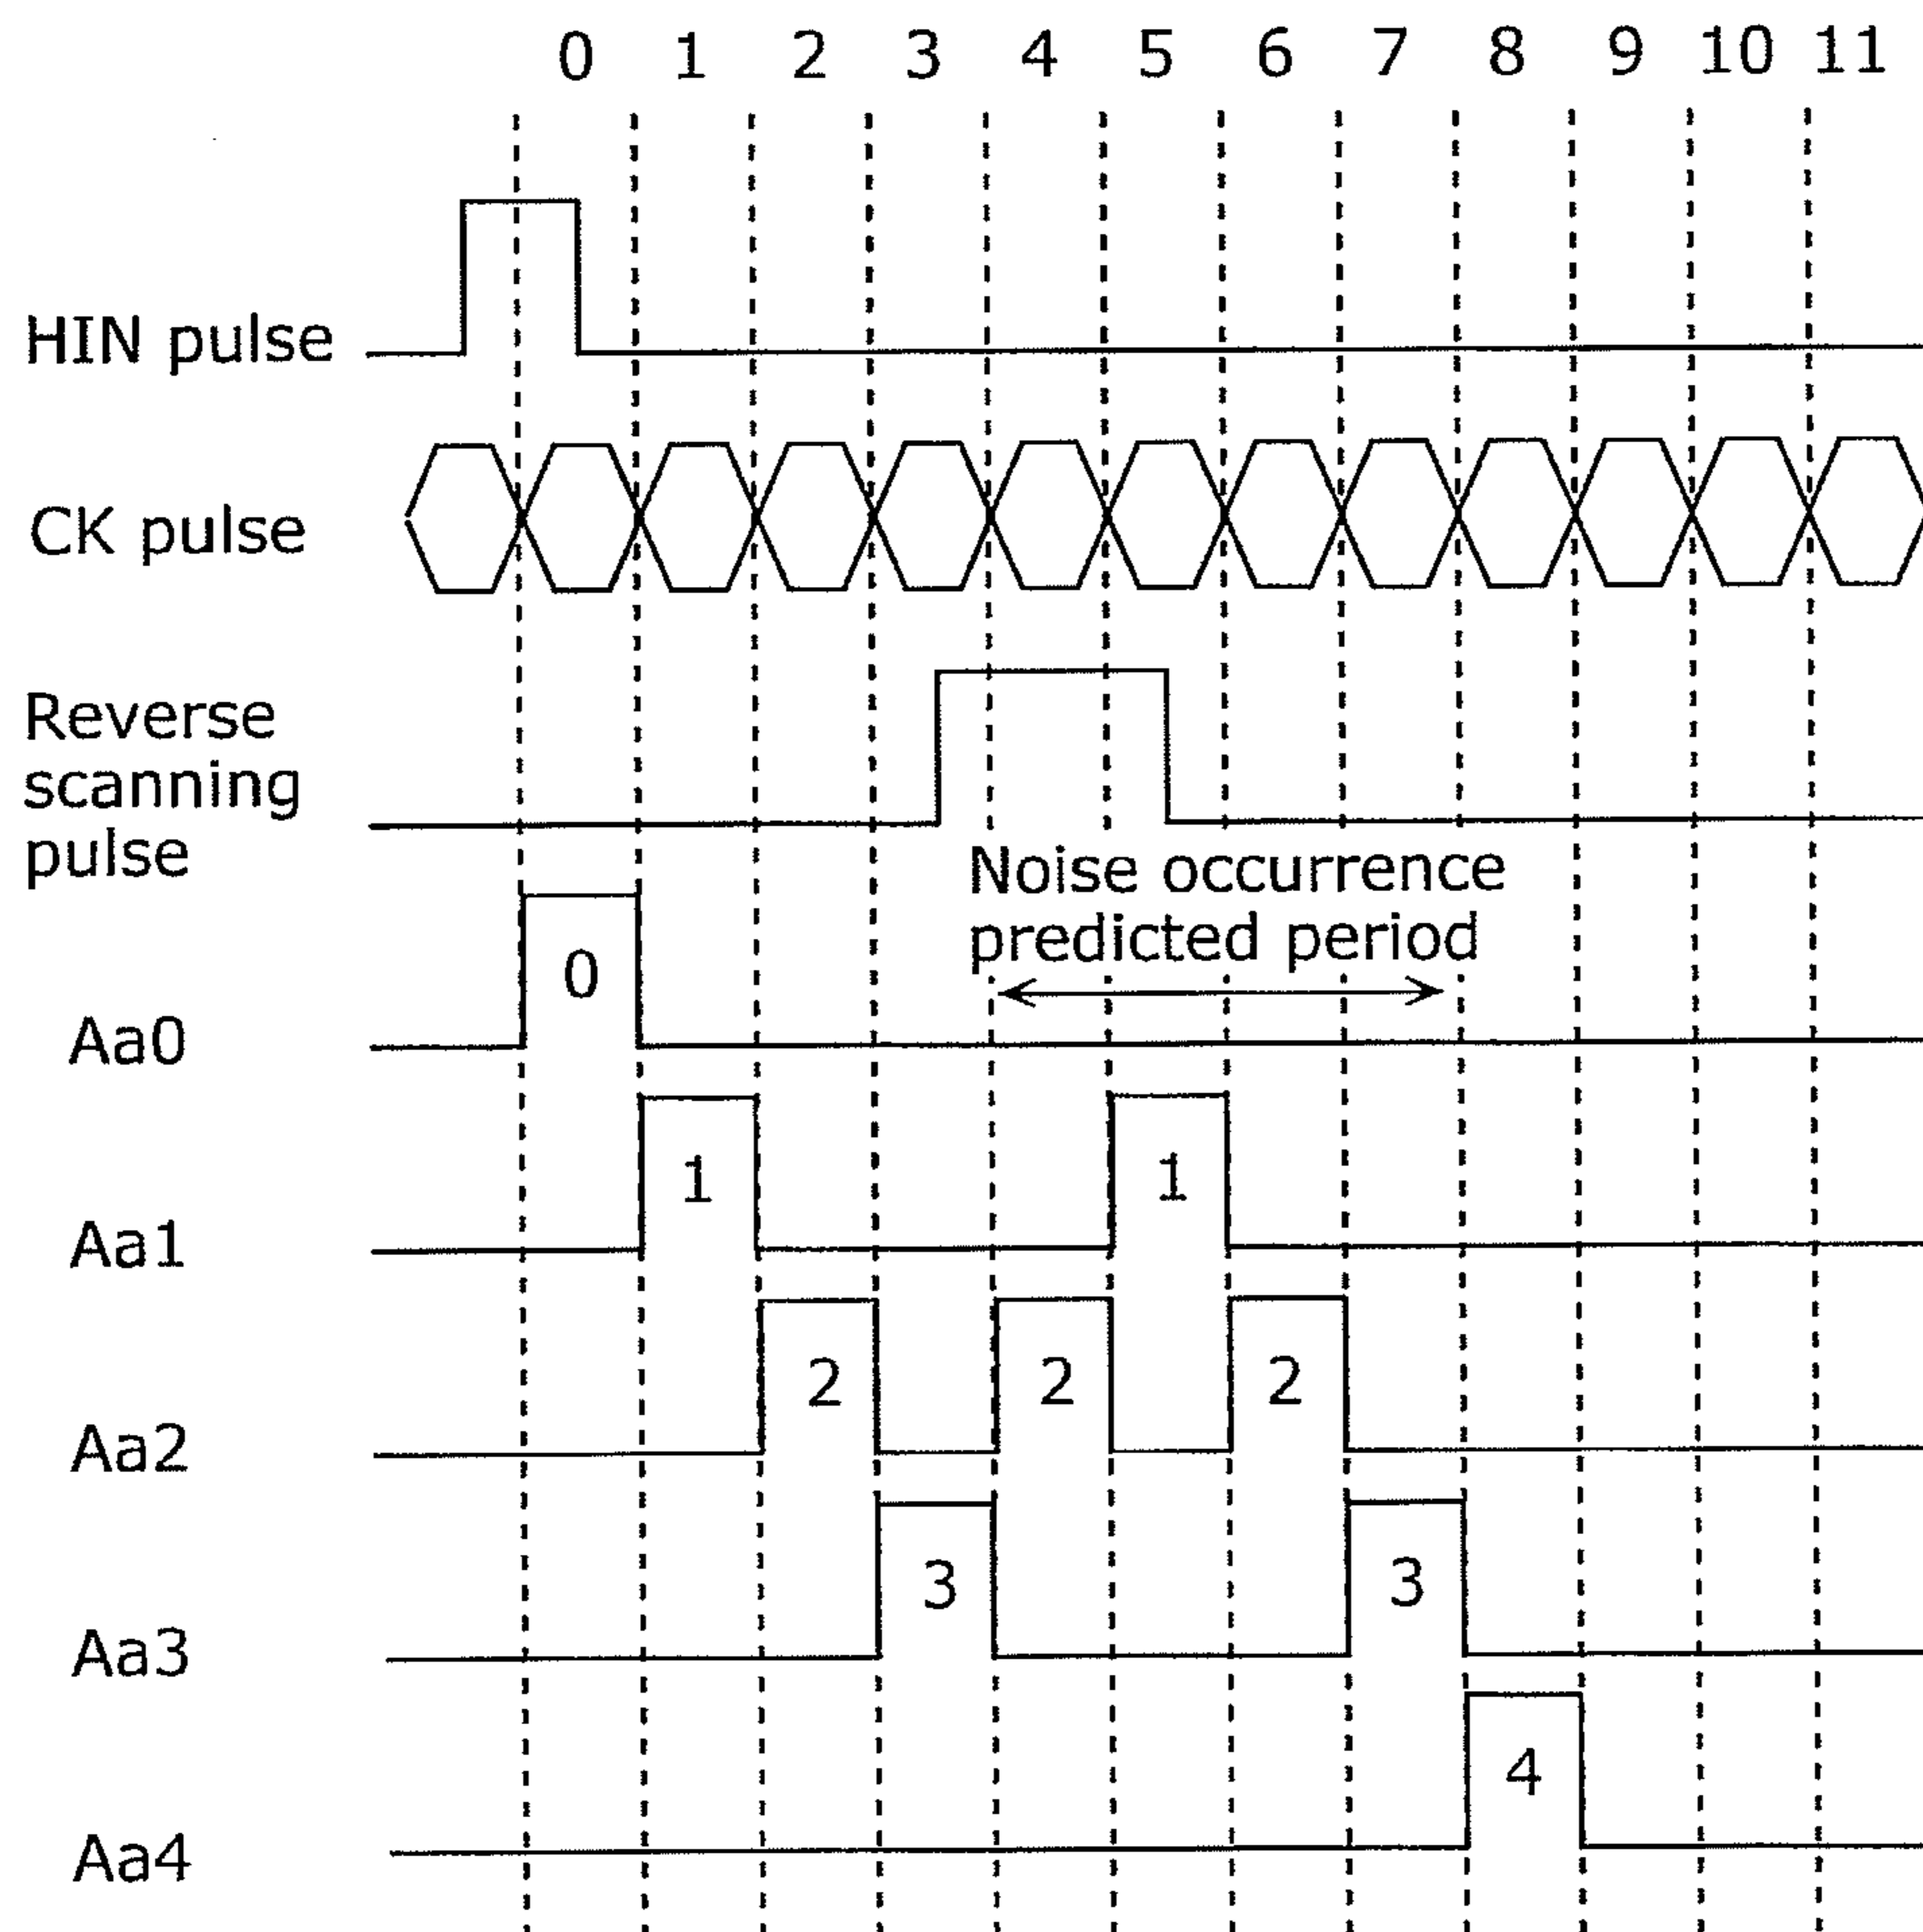 0 1 2 3 4 5 6 7 8 9 10 11
HIN pulse
CK pulse
Reverse
scanning
pulse
Noise occurrence
predicted period
0
Aa0
1 1
Aa1
2 2 2
Aa2
3 3
Aa3
4
Aa4